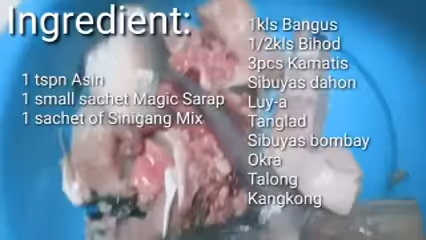 Ingredient:
1 tspn Asin
1 small sachet Magic Sarap
1 sachet of Sinigang Mix
1kls Bangus
1/2kls Bihod
3pcs Kamatis
Sibuyas dahon
Luy-a
Tanglad
Sibuyas bombay
Okra
Talong
Kangkong